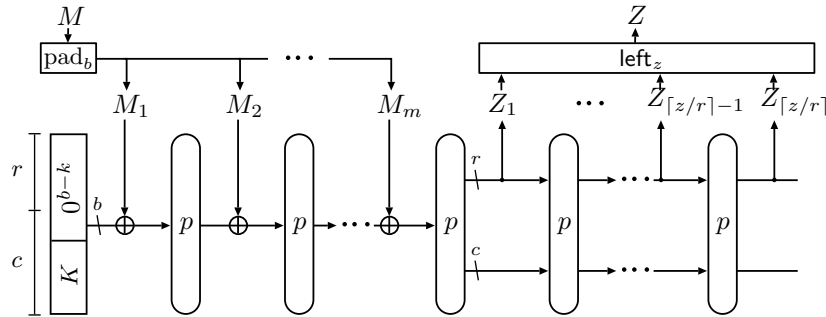 M Z
pad_b ··· left_z
M_1 M_2 M_m Z_1 ··· Z_{⌈z/r⌉−1} Z_{⌈z/r⌉}
r 0^{b−k} b p p ··· p r p ··· p
c K c ···